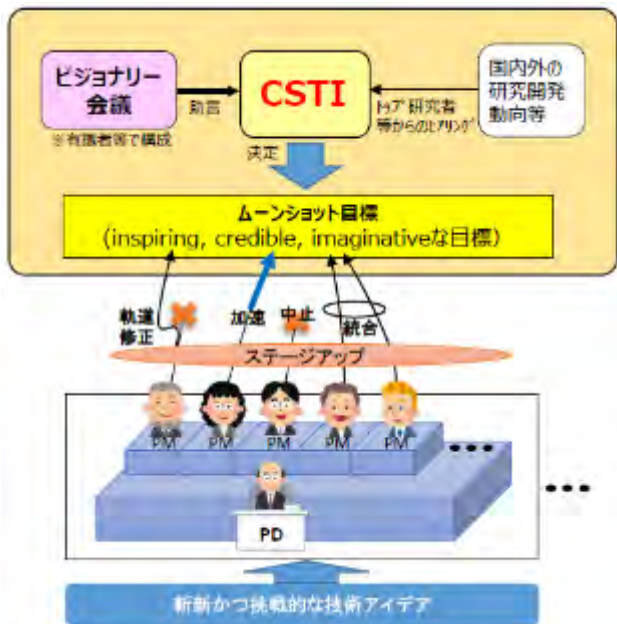 ビジョナリー
会議
※有識者等で構成
助言
CSTI
国内外の
研究開発
動向等
トップ研究者
等からのヒアリング
決定
ムーンショット目標
(inspiring, credible, imaginativeな目標)
軌道
修正
加速
中止
統合
ステージアップ
PM
PM
PM
PM
PM
•••
•••
PD
斬新かつ挑戦的な技術アイデア